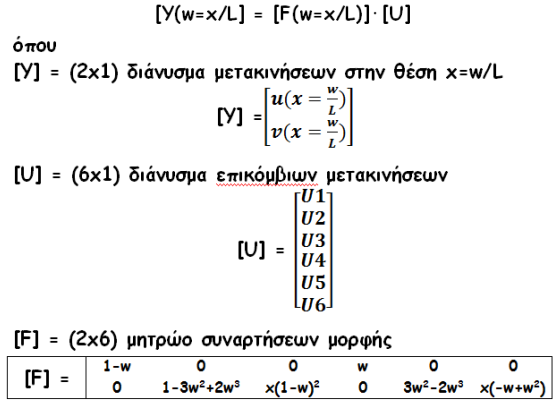 [Y(w=x/L] = [F(w=x/L)]· [U]
όπου
[Y] = (2x1) διάνυσμα μετακινήσεων στην θέση x=w/L
[Y] = [u(x = w/L)
v(x = w/L)]
[U] = (6x1) διάνυσμα επικόμβιων μετακινήσεων
[U] = [U1
U2
U3
U4
U5
U6]
[F] = (2x6) μητρώο συναρτήσεων μορφής
[F] = 1-w 0 0 w 0 0
0 1-3w²+2w³ x(1-w)² 0 3w²-2w³ x(-w+w²)